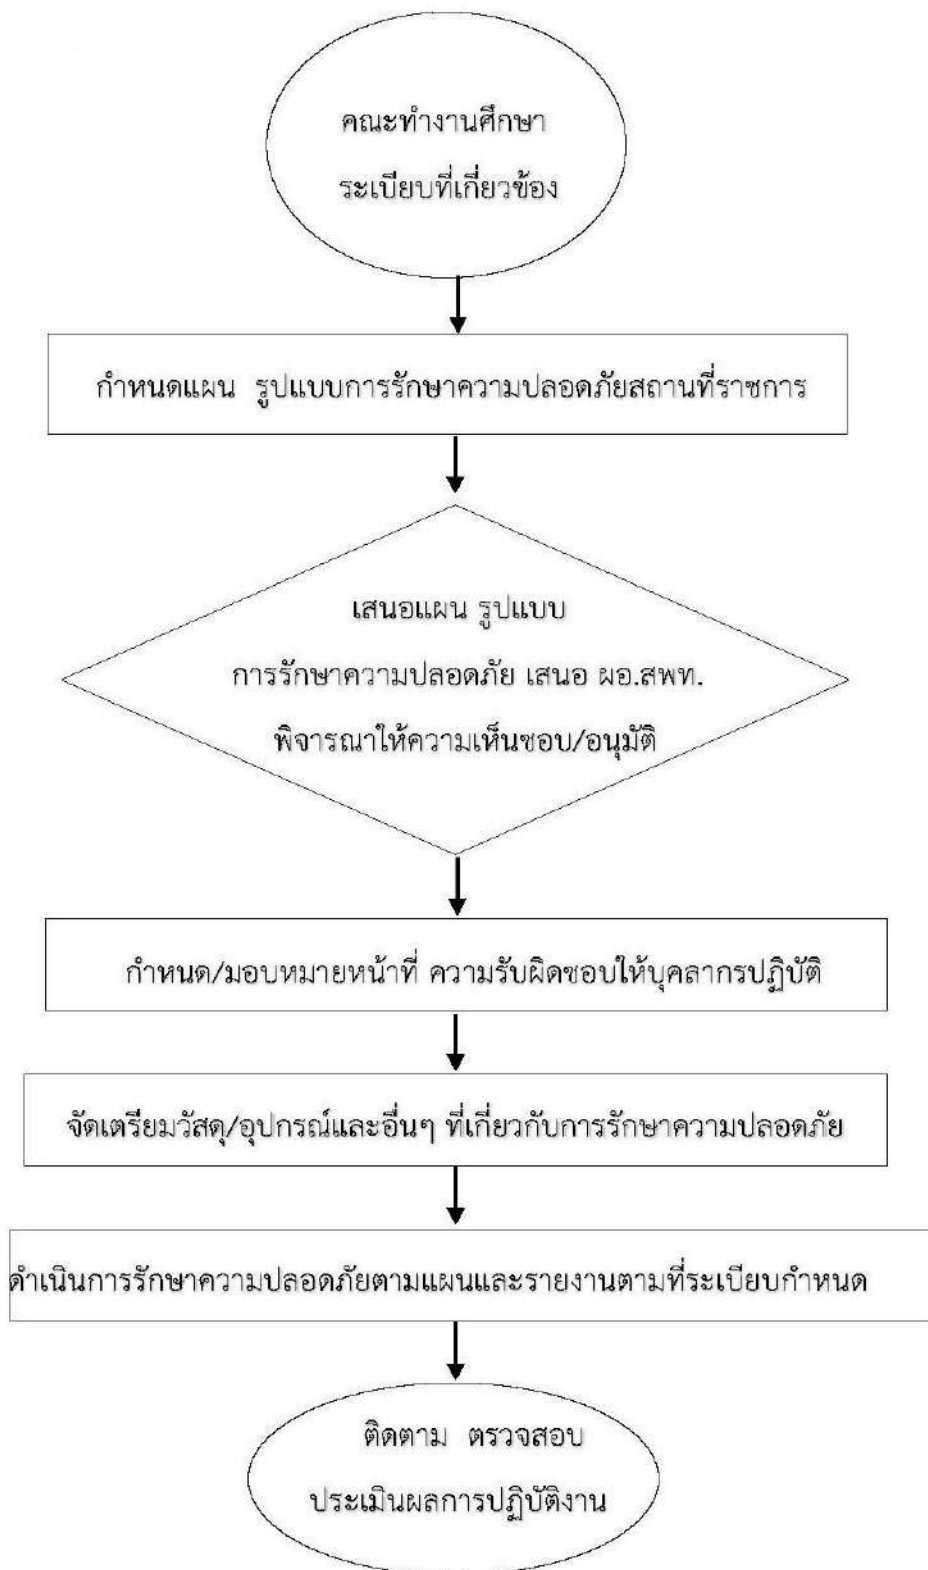 คณะทำงานศึกษา
ระเบียบที่เกี่ยวข้อง
กำหนดแผน รูปแบบการรักษาความปลอดภัยสถานที่ราชการ
เสนอแผน รูปแบบ
การรักษาความปลอดภัย เสนอ ผอ.สพท.
พิจารณาให้ความเห็นชอบ/อนุมัติ
กำหนด/มอบหมายหน้าที่ ความรับผิดชอบให้บุคลากรปฏิบัติ
จัดเตรียมวัสดุ/อุปกรณ์และอื่นๆ ที่เกี่ยวกับการรักษาความปลอดภัย
ดำเนินการรักษาความปลอดภัยตามแผนและรายงานตามที่ระเบียบกำหนด
ติดตาม ตรวจสอบ
ประเมินผลการปฏิบัติงาน